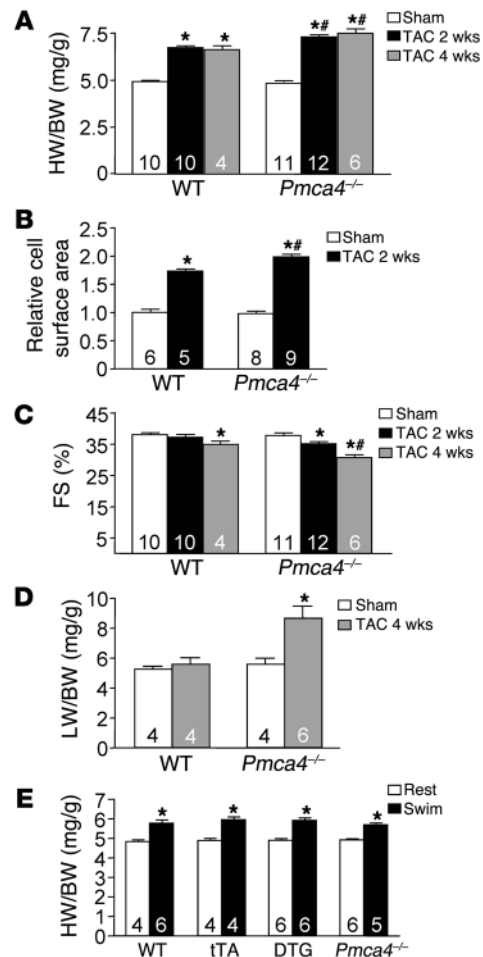 A
HW/BW (mg/g)
7.5
5.0
2.5
0
* * *# *#
10 10 4 11 12 6
WT Pmca4–/–
Sham
TAC 2 wks
TAC 4 wks
B
Relative cell
surface area
2.5
2.0
1.5
1.0
0.5
0.0
* *#
6 5 8 9
WT Pmca4–/–
Sham
TAC 2 wks
C
FS (%)
45
35
25
15
5
* * *#
10 10 4 11 12 6
WT Pmca4–/–
Sham
TAC 2 wks
TAC 4 wks
D
LW/BW (mg/g)
10
8
6
4
2
0
*
4 4 4 6
WT Pmca4–/–
Sham
TAC 4 wks
E
HW/BW (mg/g)
7
6
5
4
3
2
1
0
* * * *
4 6 4 4 6 6 6 5
WT tTA DTG Pmca4–/–
Rest
Swim